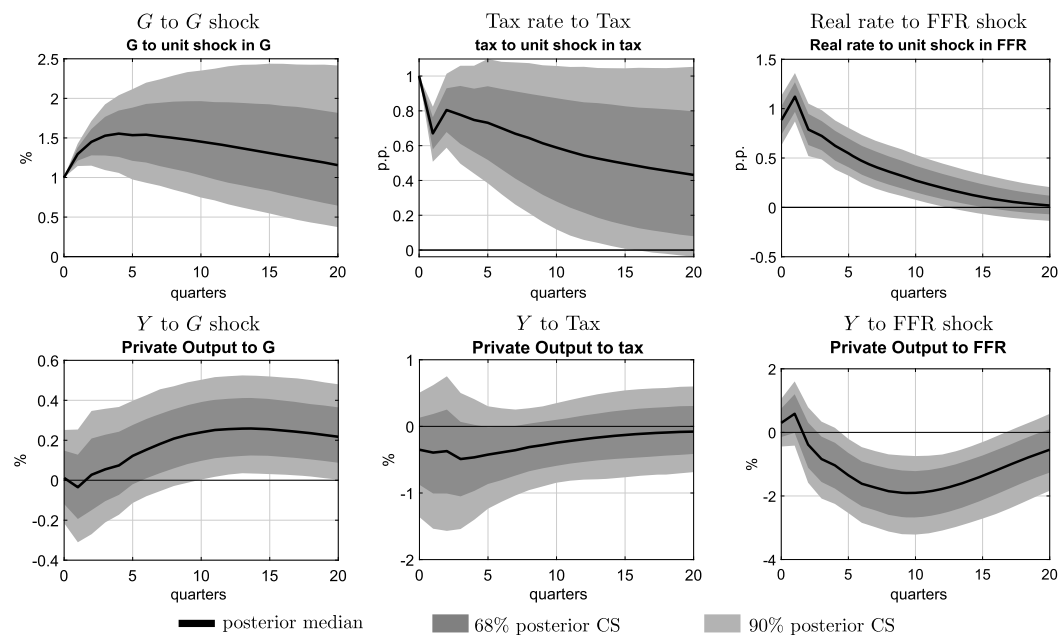 G to G shock
G to unit shock in G
2.5
2
1.5
1
0.5
0
%
0 5 10 15 20
quarters
Tax rate to Tax
tax to unit shock in tax
1
0.8
0.6
0.4
0.2
0
p.p.
0 5 10 15 20
quarters
Real rate to FFR shock
Real rate to unit shock in FFR
1.5
1
0.5
0
-0.5
p.p.
0 5 10 15 20
quarters
Y to G shock
Private Output to G
0.6
0.4
0.2
0
-0.2
-0.4
%
0 5 10 15 20
quarters
Y to Tax
Private Output to tax
1
0
-1
-2
%
0 5 10 15 20
quarters
Y to FFR shock
Private Output to FFR
2
0
-2
-4
%
0 5 10 15 20
quarters
posterior median
68% posterior CS
90% posterior CS